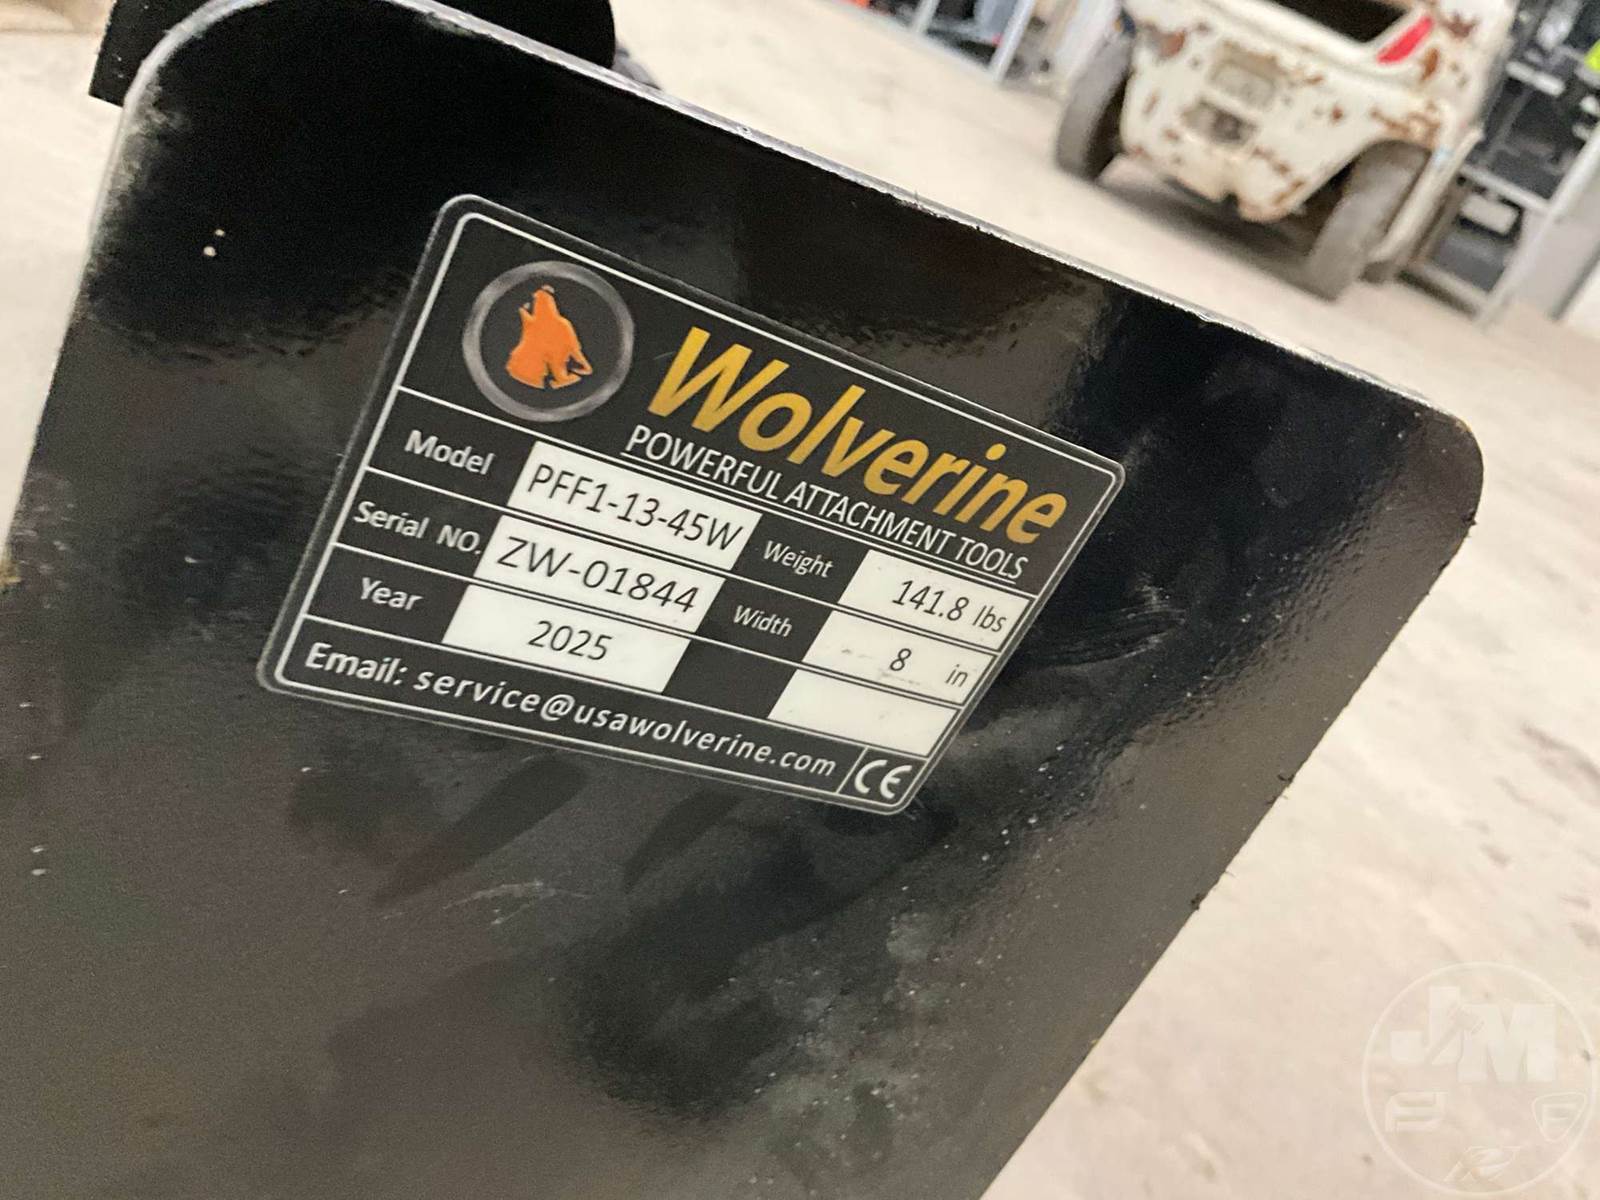 Wolverine
POWERFUL ATTACHMENT TOOLS
Model PFF1-13-45W Weight 141.8 lbs
Serial NO. ZW-01844 Width 8 in
Year 2025
Email: service@usawolverine.com CE
JM